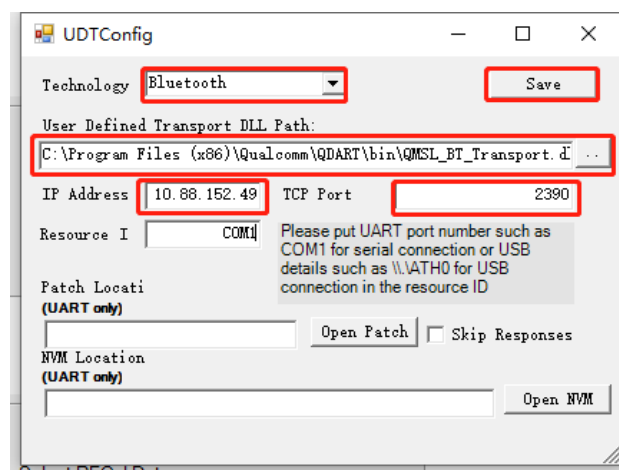 UDTConfig
Technology Bluetooth Save
User Defined Transport DLL Path:
C:\Program Files (x86)\Qualcomm\QDART\bin\QMSL_BT_Transport.d ..
IP Address 10.88.152.49 TCP Port 2390
Resource I COM1 Please put UART port number such as
COM1 for serial connection or USB
details such as \\.\ATH0 for USB
connection in the resource ID
Patch Locati
(UART only)
Open Patch Skip Responses
NVM Location
(UART only)
Open NVM